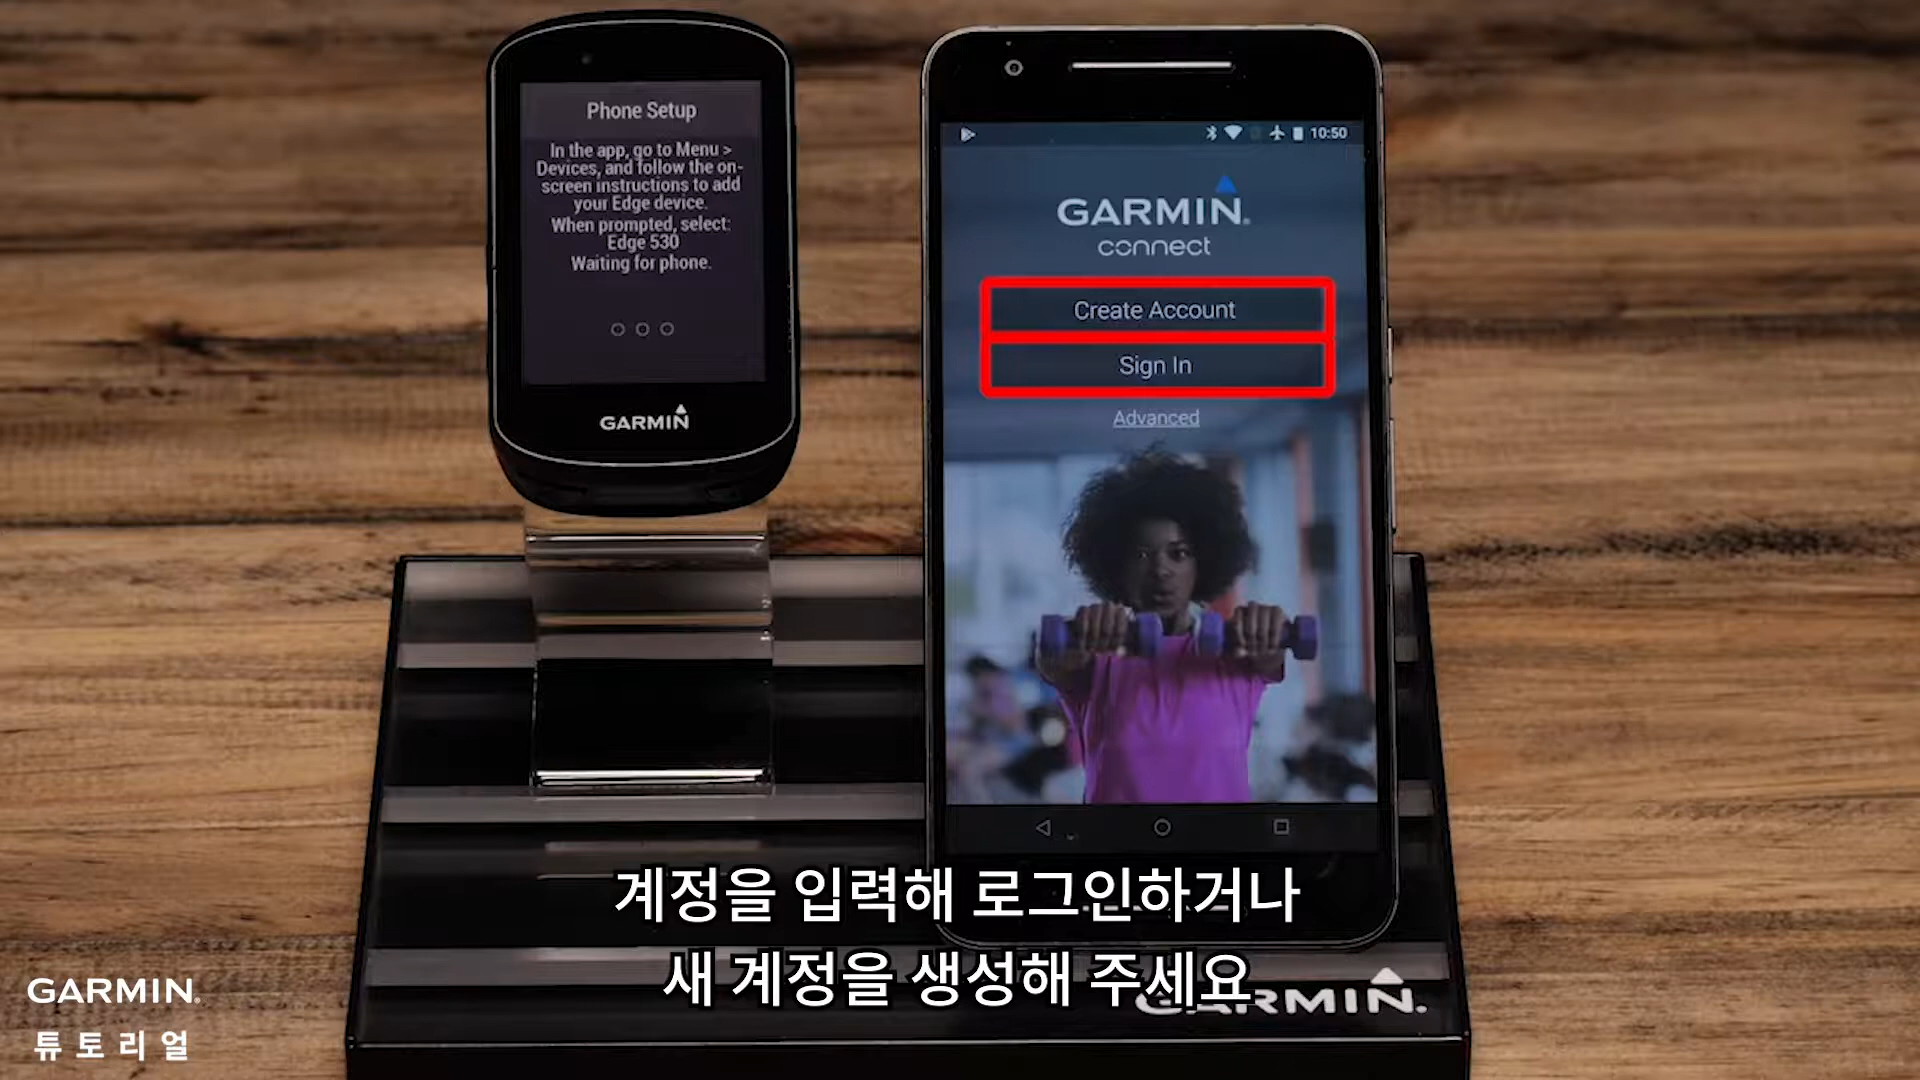 Phone Setup
In the app, go to Menu >
Devices, and follow the on-
screen instructions to add
your Edge device.
When prompted, select:
Edge 530
Waiting for phone.
GARMIN
10:50
GARMIN
connect
Create Account
Sign In
Advanced
계정을 입력해 로그인하거나
새 계정을 생성해 주세요
GARMIN
GARMIN
튜토리얼